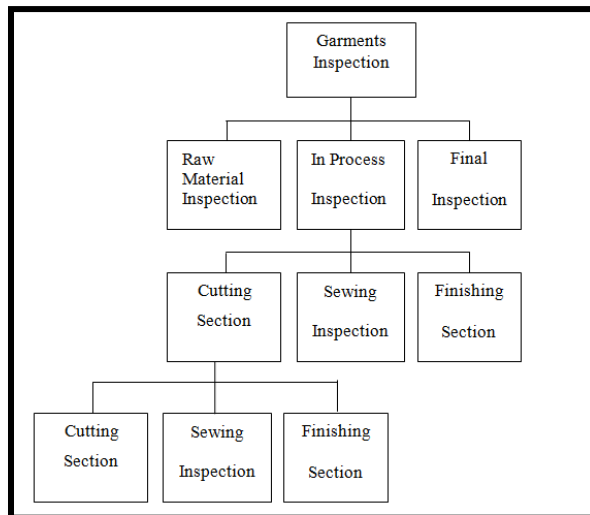 Garments
Inspection
Raw
Material
Inspection
In Process
Inspection
Final
Inspection
Cutting
Section
Sewing
Inspection
Finishing
Section
Cutting
Section
Sewing
Inspection
Finishing
Section